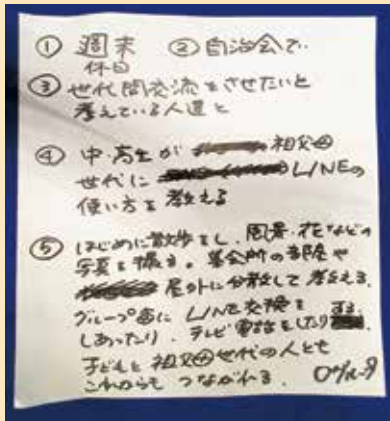 ① 週末 ② 自治会で
休日
③ 世代間交流をさせたいと
考えている人達と
④ 中・高生が 祖父母
世代に LINEの
使い方を教える
⑤ はじめに散歩をし、風景・花などの
写真を撮る。集会所の部屋や
屋外に分散して教える。
グループ毎に LINE交換を
しあったり、テレビ電話をしたりする。
子どもと祖父母世代の人とも
これからもつながれる。